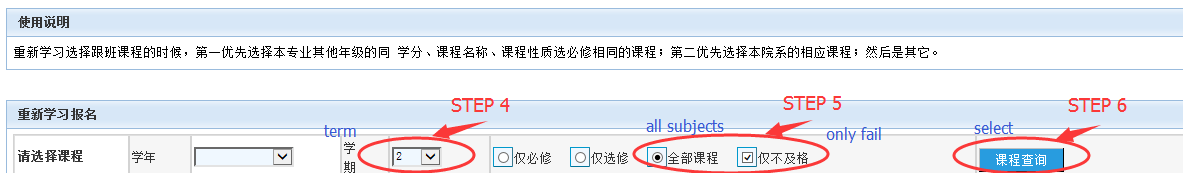 使用说明
重新学习选择跟班课程的时候，第一优先选择本专业其他年级的同 学分、课程名称、课程性质选必修相同的课程；第二优先选择本院系的相应课程；然后是其它。
重新学习报名
STEP 4
STEP 5
STEP 6
term
all subjects
only fail
select
请选择课程 学年 学期 2 仅必修 仅选修 全部课程 仅不及格 课程查询